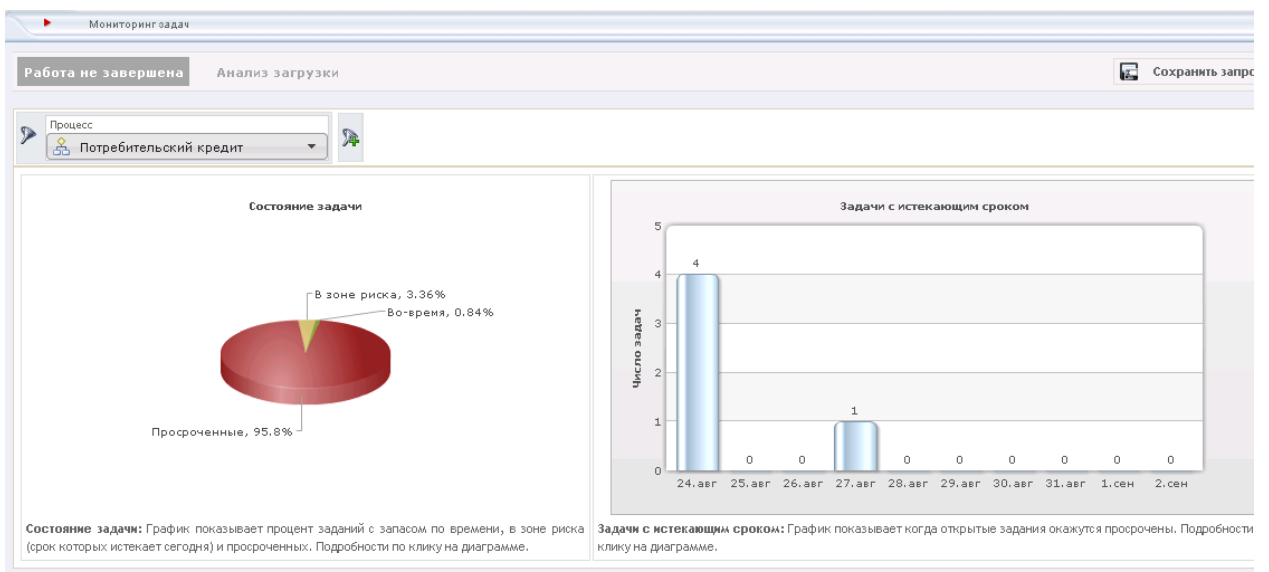 Мониторинг задач
Работа не завершена Анализ загрузки Сохранить запро
Процесс
Потребительский кредит
Состояние задачи
В зоне риска, 3.36%
Во-время, 0.84%
Просроченные, 95.8%
Состояние задачи: График показывает процент заданий с запасом по времени, в зоне риска
(срок которых истекает сегодня) и просроченных. Подробности по клику на диаграмме.
Задачи с истекающим сроком
Число задач
5
4
3
2
1
0
4 0 0 1 0 0 0 0 0 0
24.авг 25.авг 26.авг 27.авг 28.авг 29.авг 30.авг 31.авг 1.сен 2.сен
Задачи с истекающим сроком: График показывает когда открытые задания окажутся просрочены. Подробности
клику на диаграмме.